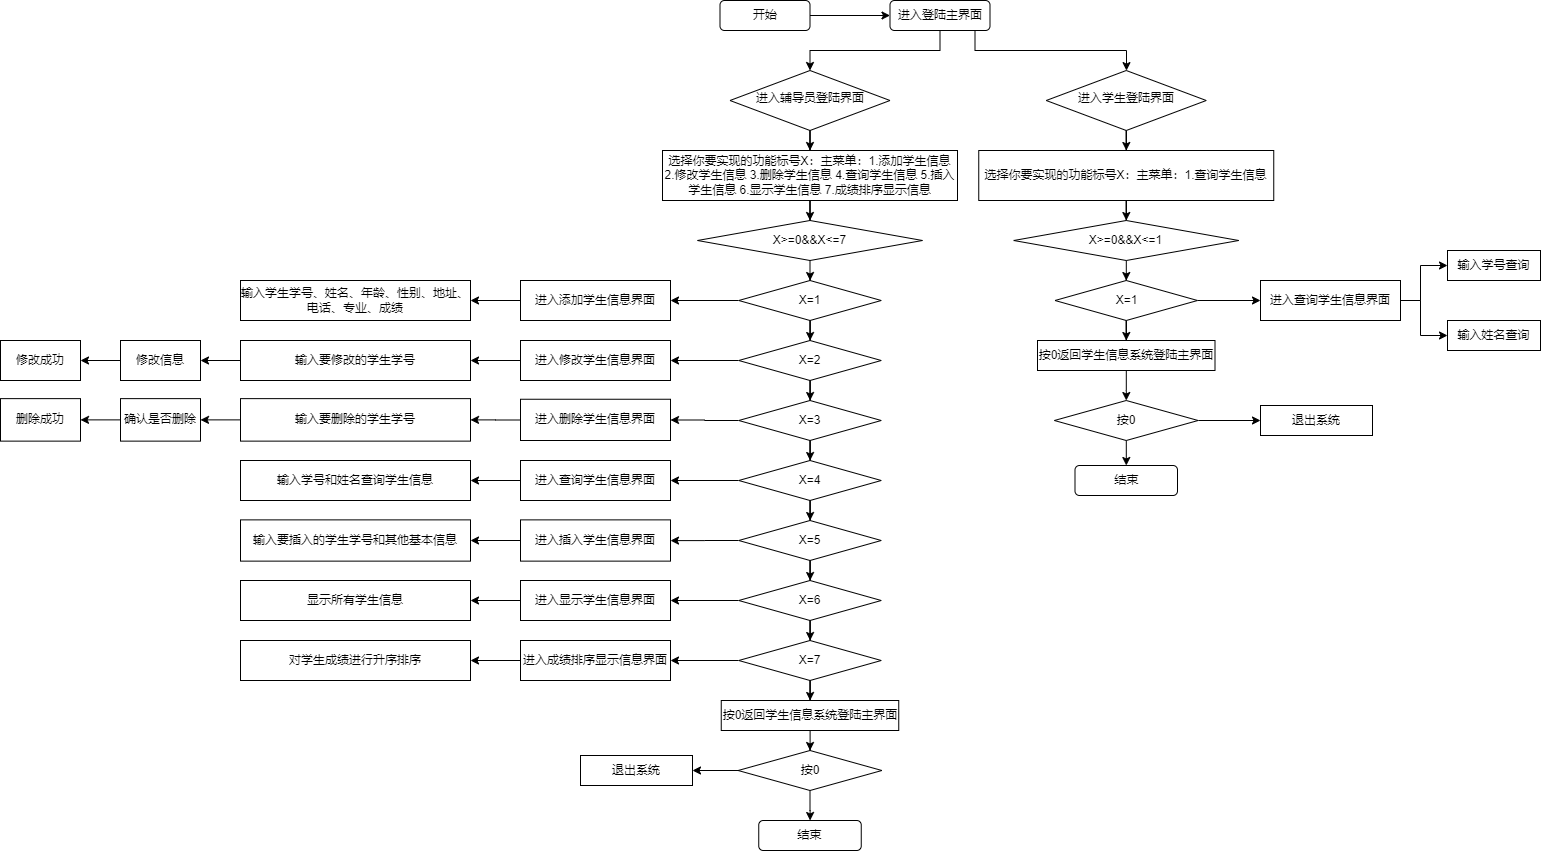 开始
进入登陆主界面
进入辅导员登陆界面
进入学生登陆界面
选择你要实现的功能标号X：主菜单：1.添加学生信息
2.修改学生信息 3.删除学生信息 4.查询学生信息 5.插入
学生信息 6.显示学生信息 7.成绩排序显示信息
选择你要实现的功能标号X：主菜单：1.查询学生信息
X>=0&&X<=7
X>=0&&X<=1
输入学号查询
输入学生学号、姓名、年龄、性别、地址、
电话、专业、成绩
进入添加学生信息界面
X=1
X=1
进入查询学生信息界面
输入姓名查询
修改成功
修改信息
输入要修改的学生学号
进入修改学生信息界面
X=2
按0返回学生信息系统登陆主界面
删除成功
确认是否删除
输入要删除的学生学号
进入删除学生信息界面
X=3
按0
退出系统
输入学号和姓名查询学生信息
进入查询学生信息界面
X=4
结束
输入要插入的学生学号和其他基本信息
进入插入学生信息界面
X=5
显示所有学生信息
进入显示学生信息界面
X=6
对学生成绩进行升序排序
进入成绩排序显示信息界面
X=7
按0返回学生信息系统登陆主界面
退出系统
按0
结束